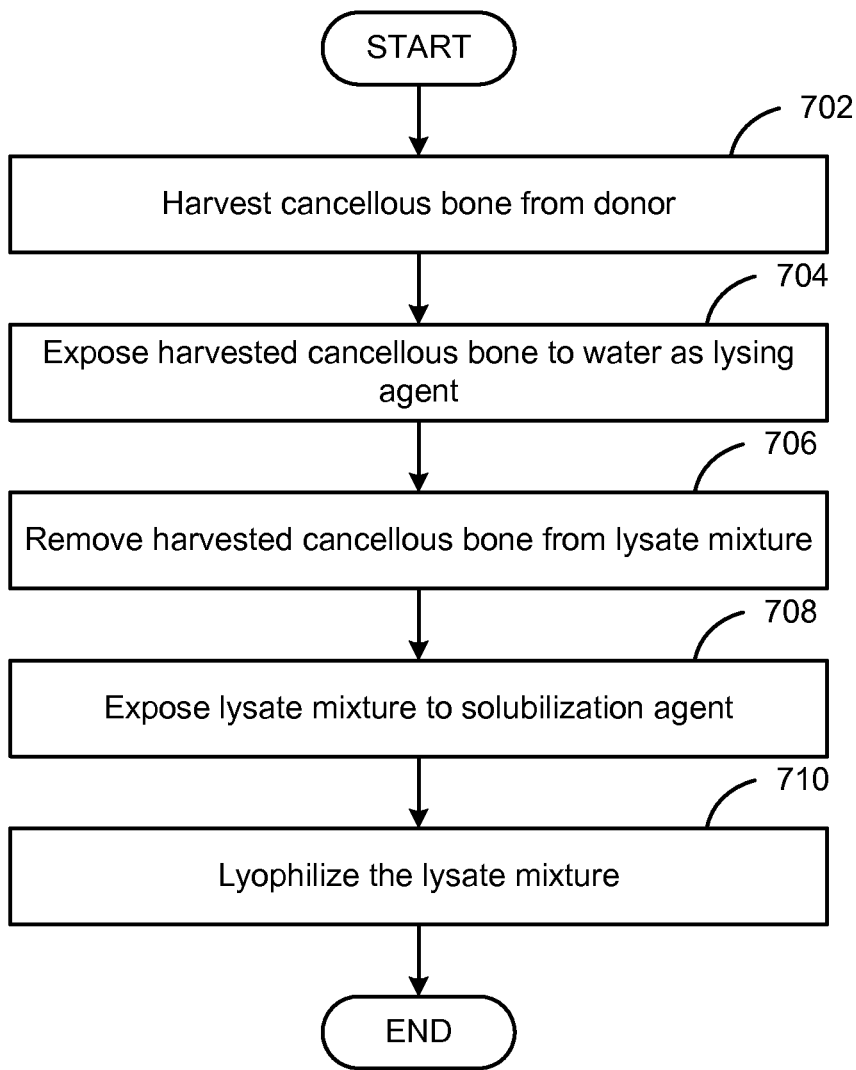 START
702
Harvest cancellous bone from donor
704
Expose harvested cancellous bone to water as lysing
agent
706
Remove harvested cancellous bone from lysate mixture
708
Expose lysate mixture to solubilization agent
710
Lyophilize the lysate mixture
END